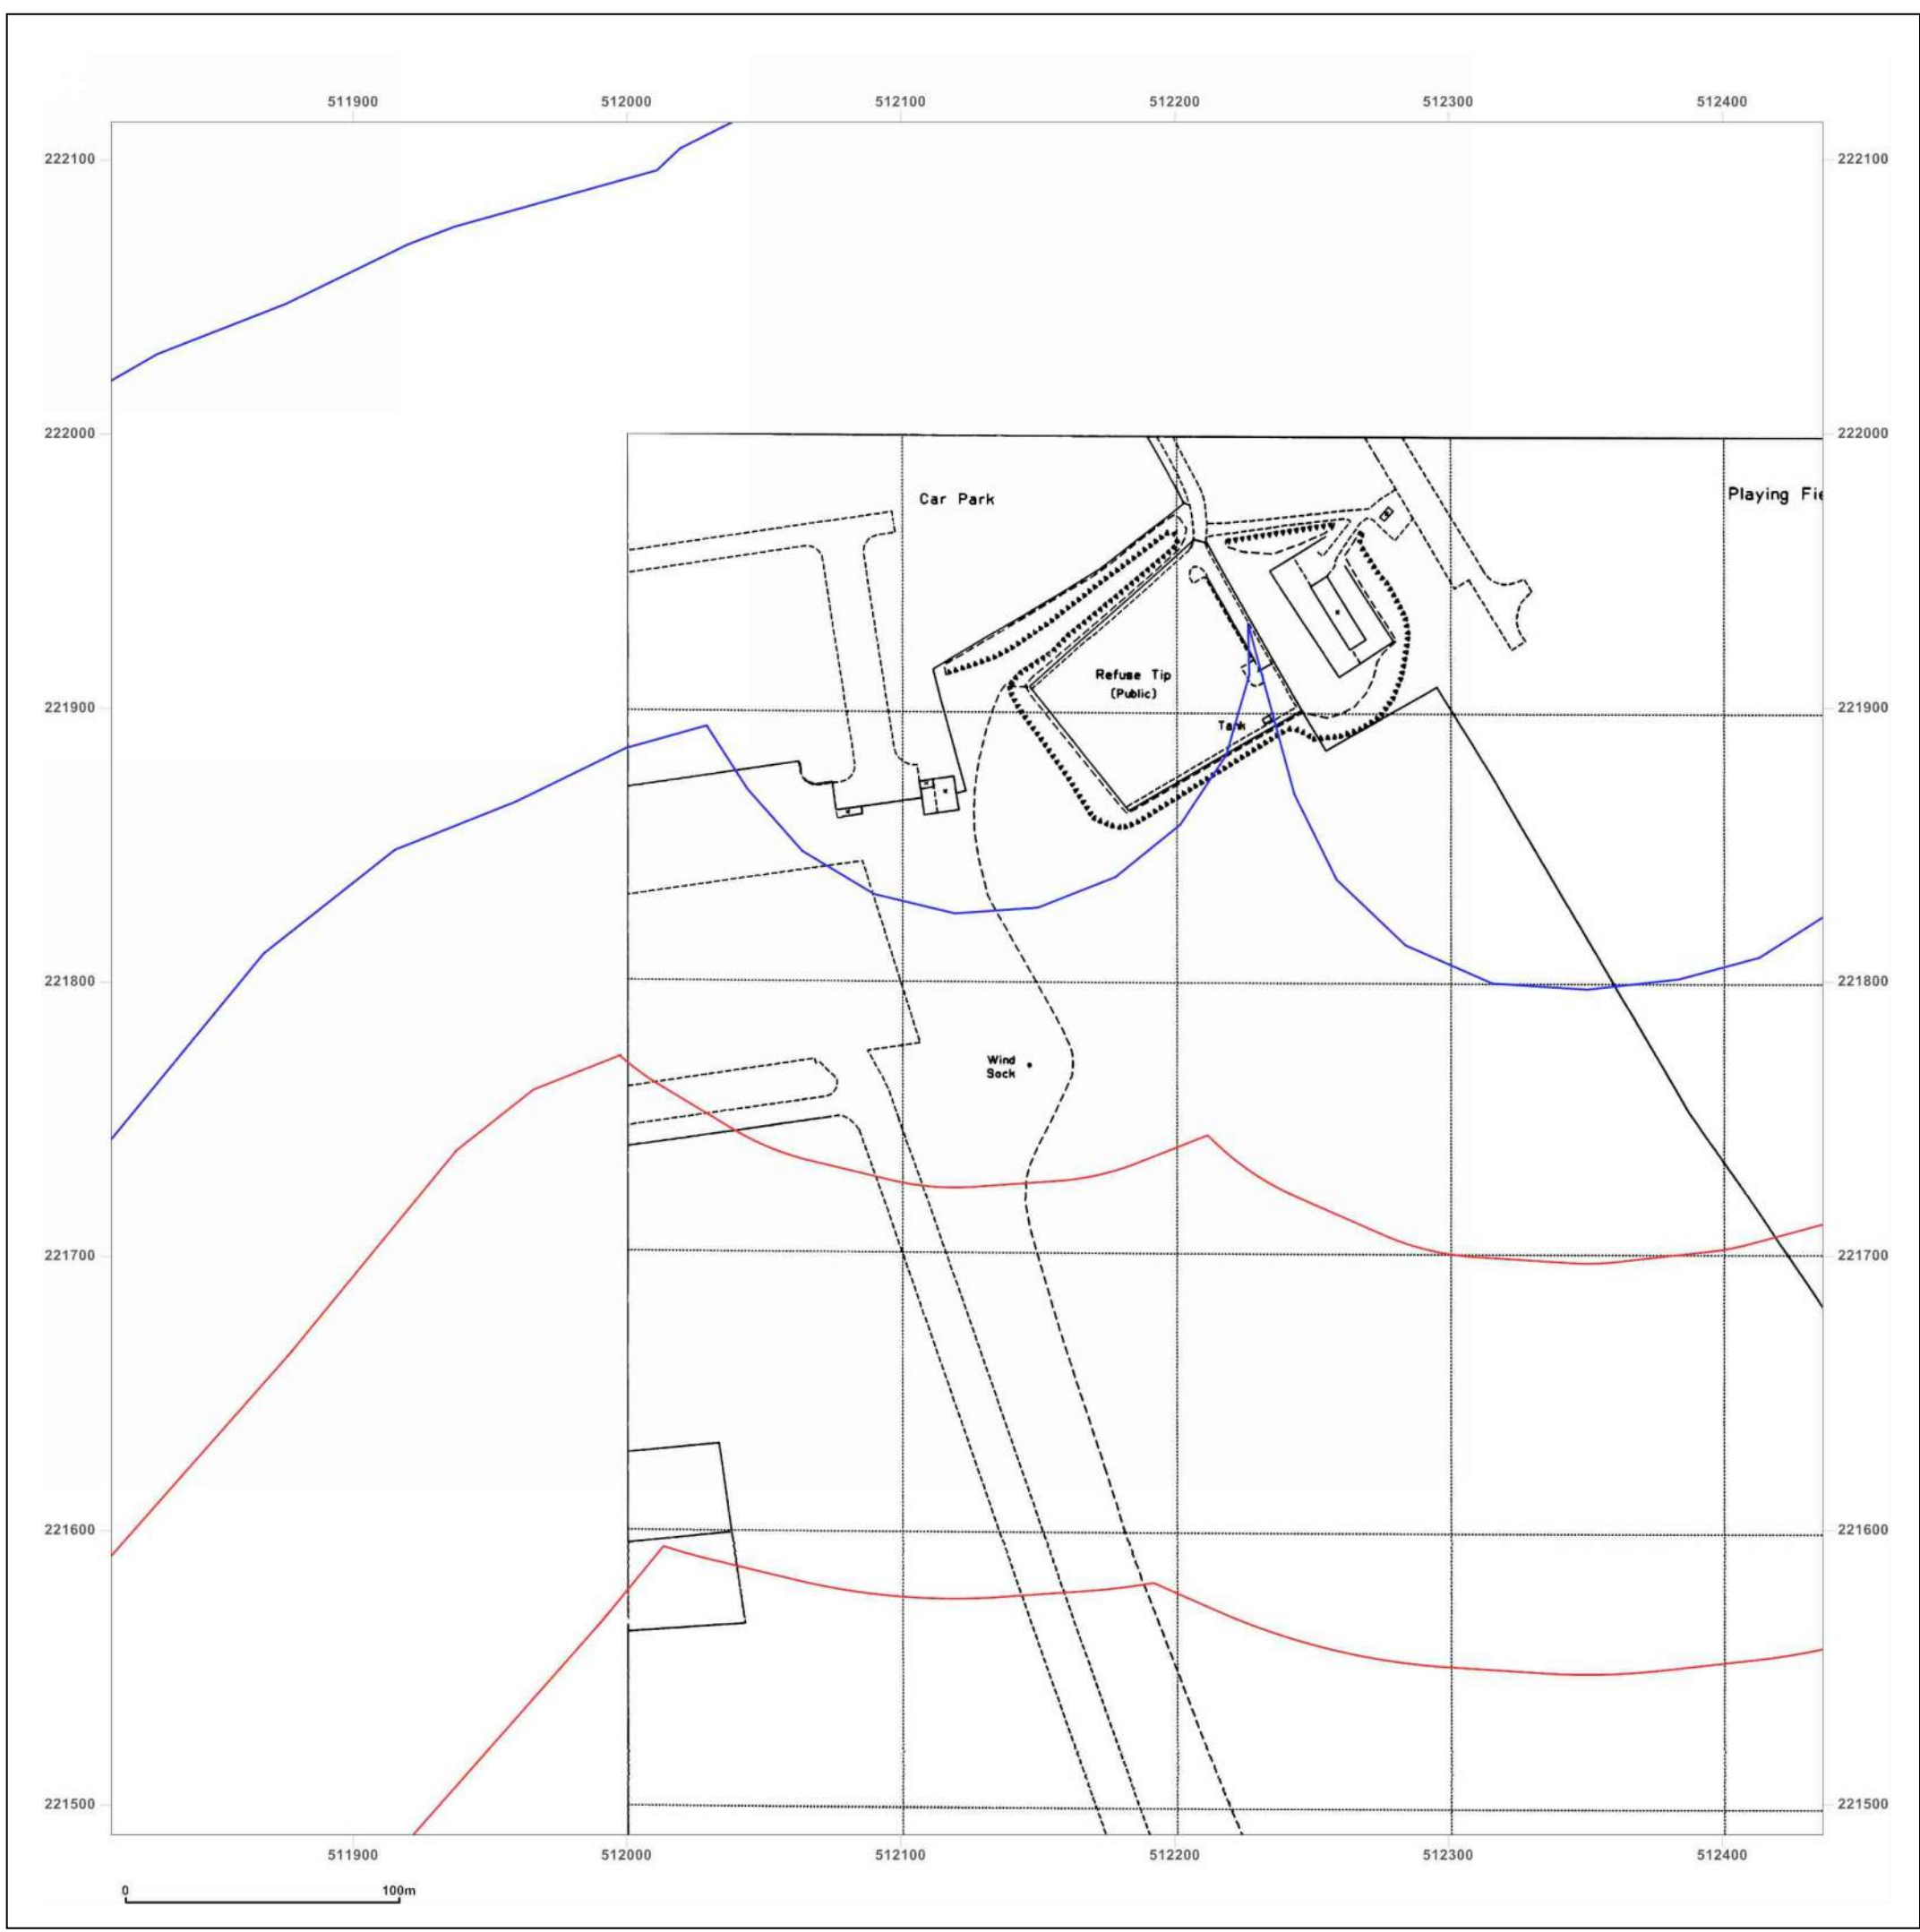 511900 512000 512100 512200 512300 512400
222100 222100
222000 222000
Car Park
Playing Fie
Refuse Tip
(Public)
221900 221900
Tank
221800 221800
Wind
Sock
221700 221700
221600 221600
221500 221500
511900 512000 512100 512200 512300 512400
0 100m